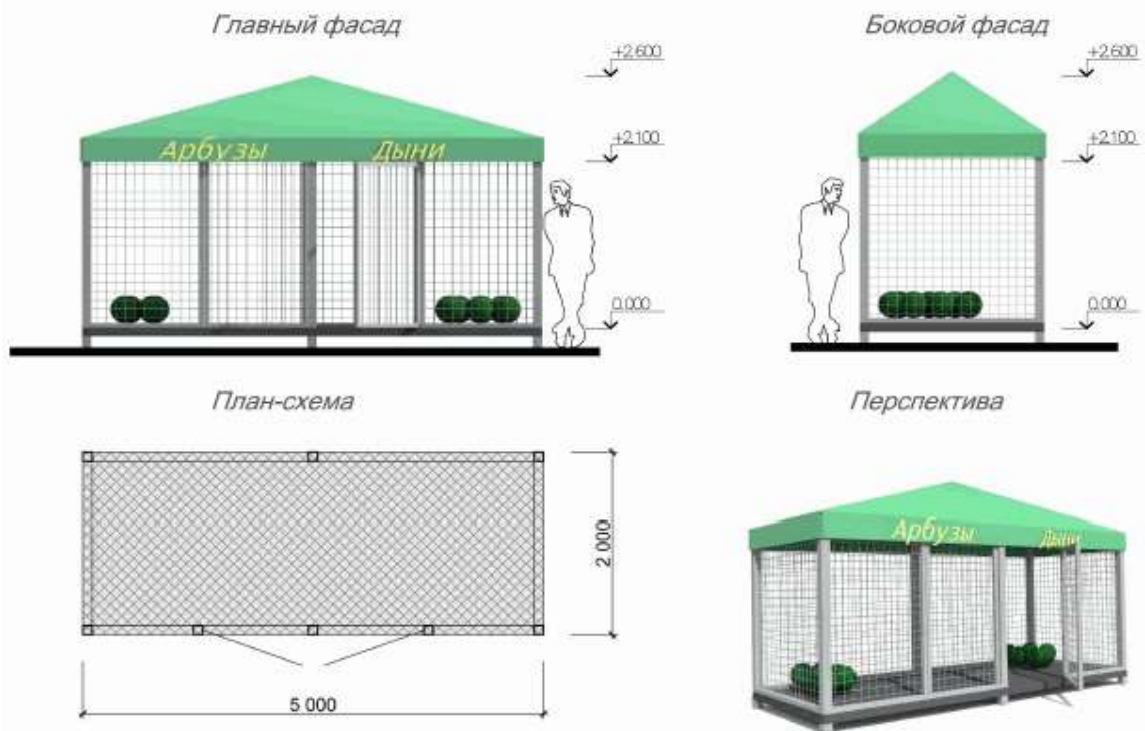 Главный фасад
Боковой фасад
+2.600
+2.600
Арбузы
Дыни
+2.100
+2.100
0.000
0.000
План-схема
Перспектива
2 000
Арбузы
Дыни
5 000